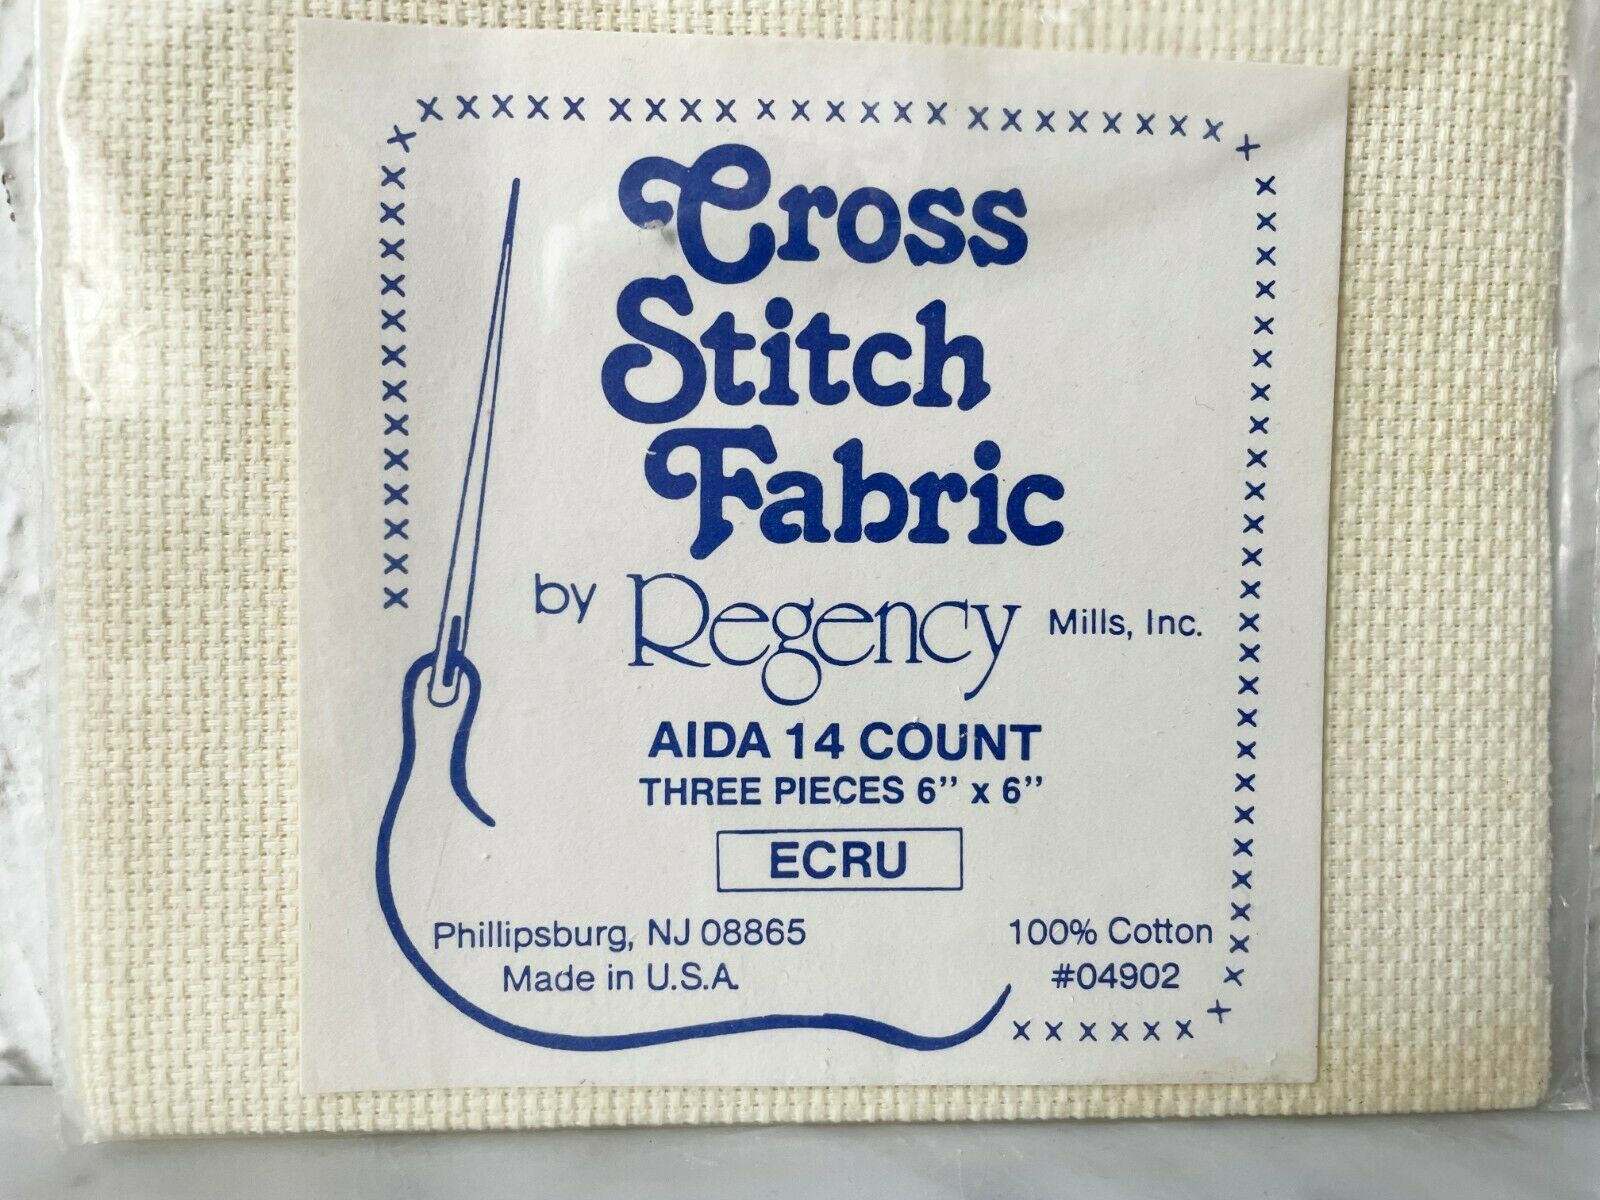 Cross
Stitch
Fabric
by Regency Mills, Inc.
AIDA 14 COUNT
THREE PIECES 6" x 6"
ECRU
Phillipsburg, NJ 08865
Made in U.S.A.
100% Cotton
#04902